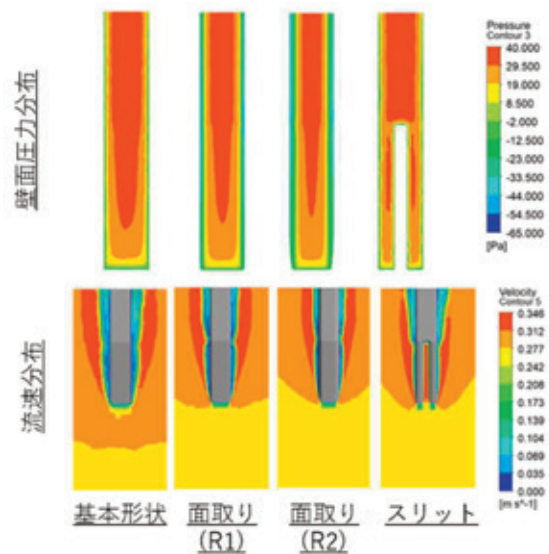 Pressure
Contour 3
40.000
29.500
19.000
8.500
-2.000
-12.500
-23.000
-33.500
-44.000
-54.500
-65.000
[Pa]
壁面圧力分布
Velocity
Contour 5
0.346
0.312
0.277
0.242
0.208
0.173
0.139
0.104
0.069
0.035
0.000
[m s^-1]
流速分布
基本形状
面取り
(R1)
面取り
(R2)
スリット